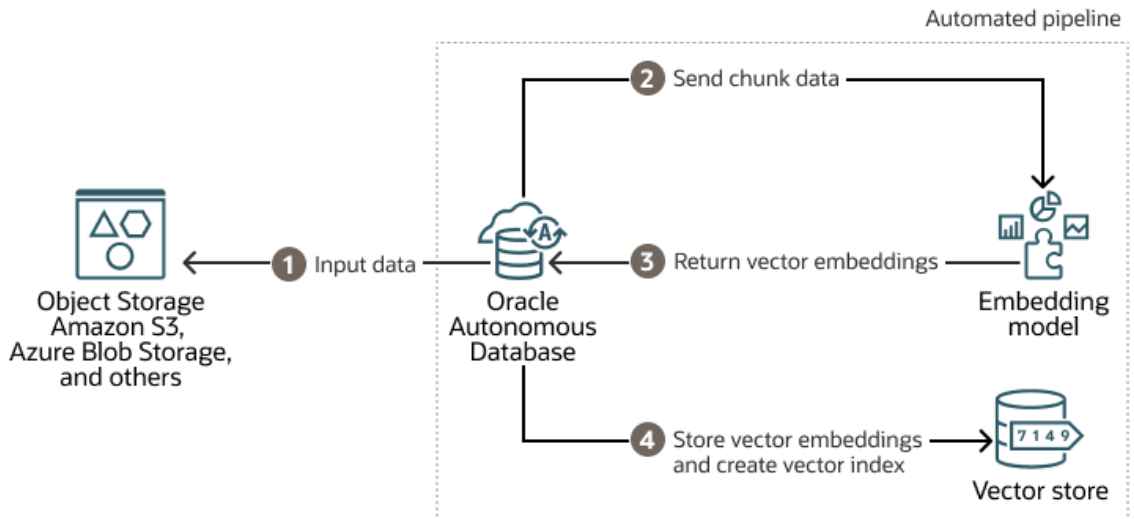 Automated pipeline
2 Send chunk data
1 Input data
3 Return vector embeddings
Object Storage
Amazon S3,
Azure Blob Storage,
and others
A
Oracle
Autonomous
Database
Embedding
model
4 Store vector embeddings
and create vector index
7 1 4 9
Vector store